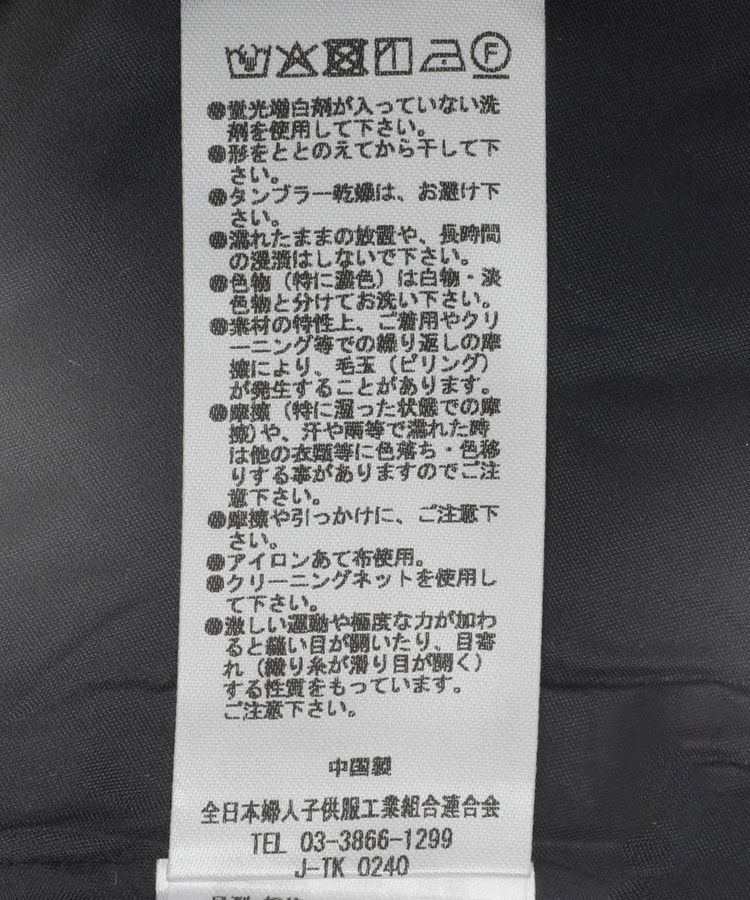 ●蛍光増白剤が入っていない洗
剤を使用して下さい。
●形をととのえてから干して下
さい。
●タンブラー乾燥は、お避け下
さい。
●濡れたままの放置や、長時間
の浸漬はしないで下さい。
●色物（特に濃色）は白物・淡
色物と分けてお洗い下さい。
●素材の特性上、ご着用やクリ
ーニング等での繰り返しの摩
擦により、毛玉（ピリング）
が発生することがあります。
●摩擦（特に湿った状態での摩
擦）や、汗や雨等で濡れた時
は他の衣類等に色落ち・色移
りする事がありますのでご注
意下さい。
●摩擦や引っかけに、ご注意下
さい。
●アイロンあて布使用。
●クリーニングネットを使用し
て下さい。
●激しい運動や極度な力が加わ
ると縫い目が開いたり、目寄
れ（織り糸が滑り目が開く）
する性質をもっています。
ご注意下さい。
中国製
全日本婦人子供服工業組合連合会
TEL 03-3866-1299
J-TK 0240